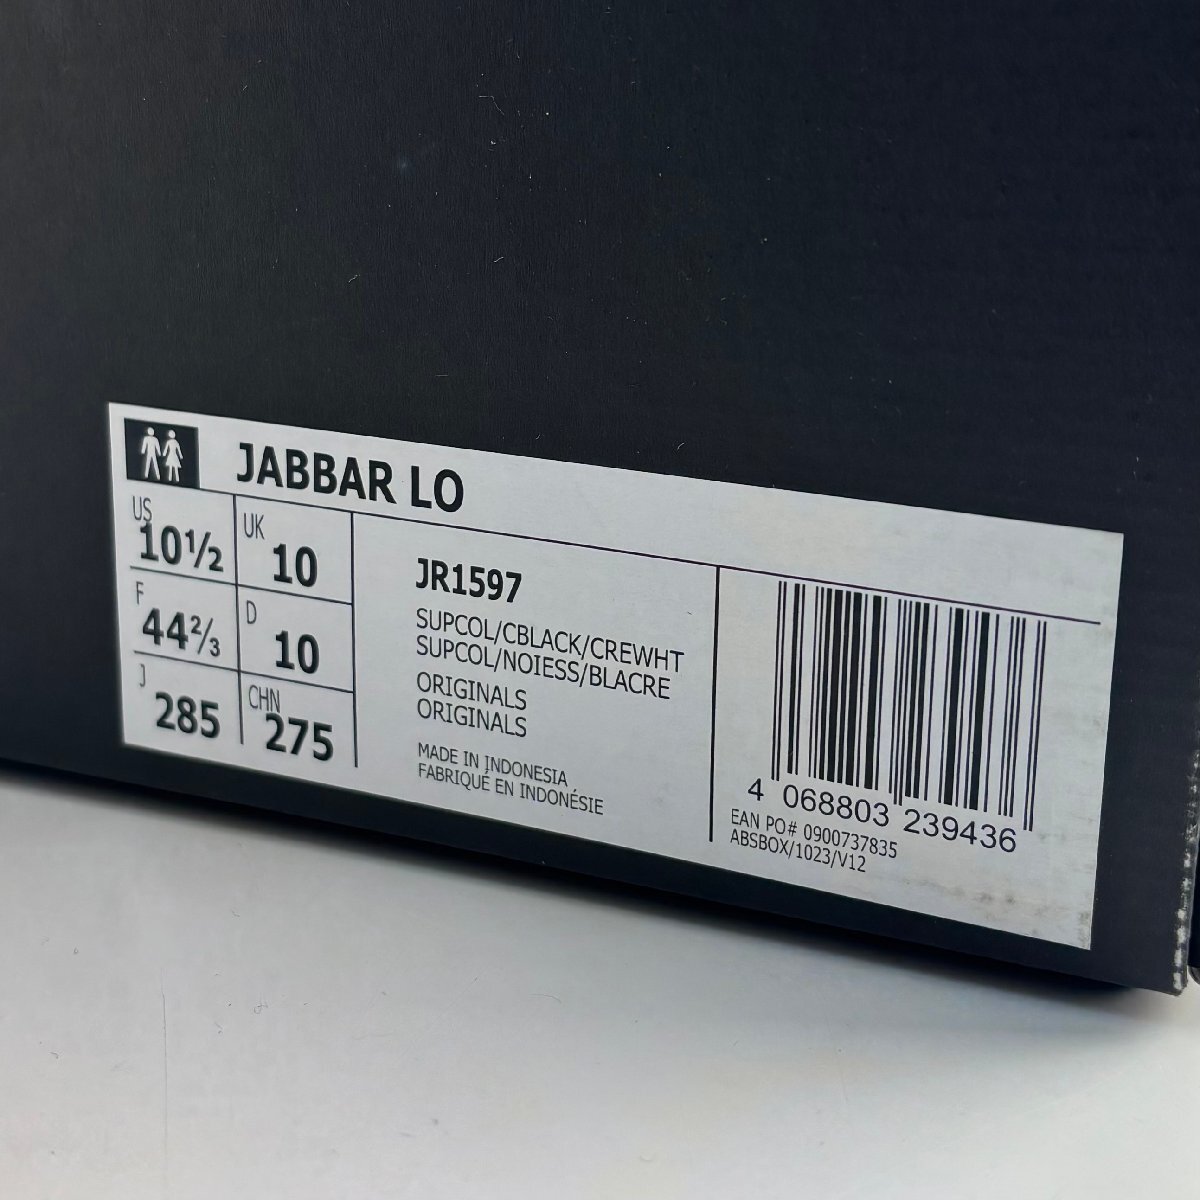 JABBAR LO
US 10½ UK 10
F 44⅔ D 10
J 285 CHN 275
JR1597
SUPCOL/CBLACK/CREWHT
SUPCOL/NOIESS/BLACRE
ORIGINALS
ORIGINALS
MADE IN INDONESIA
FABRIQUÉ EN INDONÉSIE
4 068803 239436
EAN PO# 0900737835
ABSBOX/1023/V12